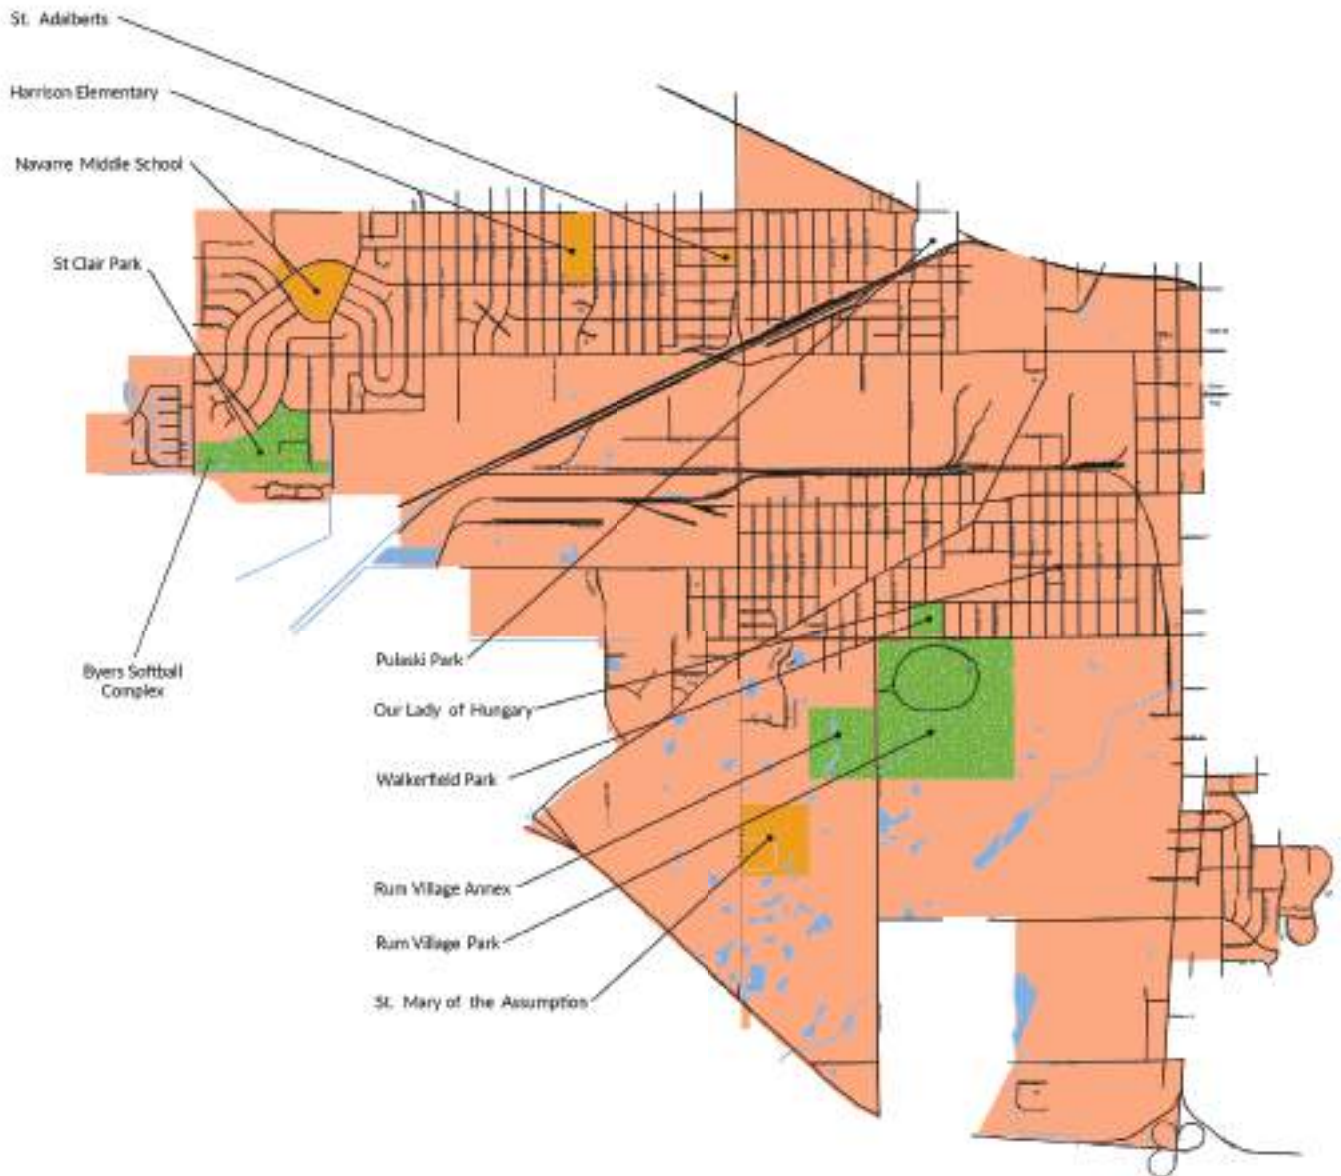 St. Adalberts
Harrison Elementary
Navarre Middle School
St Clair Park
Byers Softball
Complex
Pulaski Park
Our Lady of Hungary
Walkerfield Park
Rum Village Annex
Rum Village Park
St. Mary of the Assumption